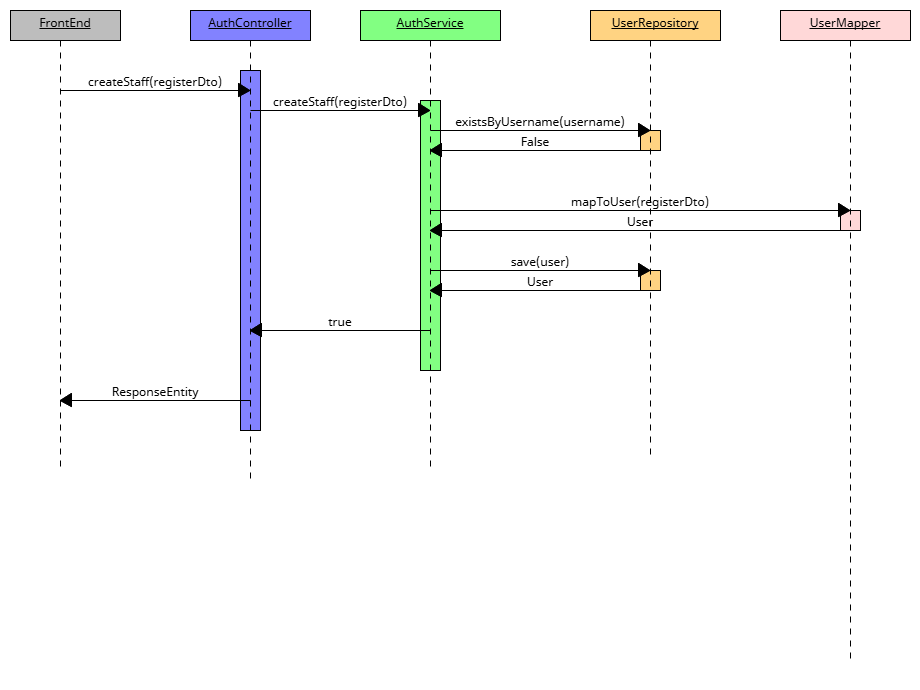 FrontEnd
AuthController
AuthService
UserRepository
UserMapper
createStaff(registerDto)
createStaff(registerDto)
existsByUsername(username)
False
mapToUser(registerDto)
User
save(user)
User
true
ResponseEntity